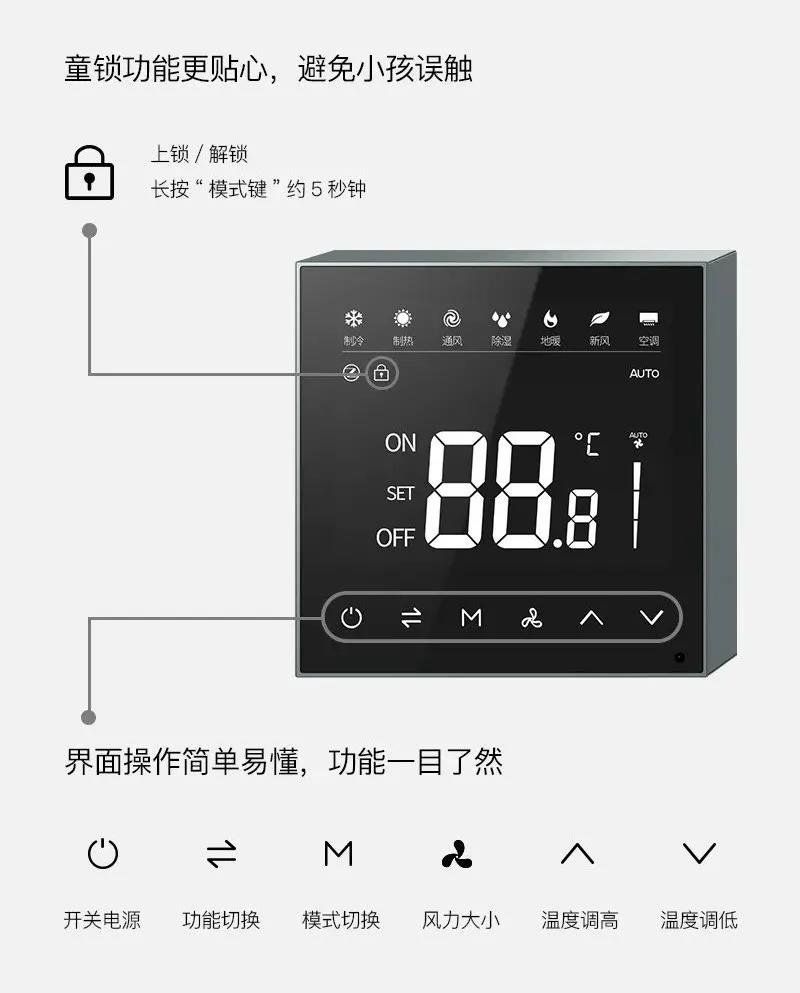 童锁功能更贴心，避免小孩误触
上锁 / 解锁
长按“ 模式键 ” 约 5 秒钟
制冷 制热 通风 除湿 地暖 新风 空调
AUTO
ON
SET
OFF
88.8
℃
AUTO
M
界面操作简单易懂，功能一目了然
M
开关电源 功能切换 模式切换 风力大小 温度调高 温度调低